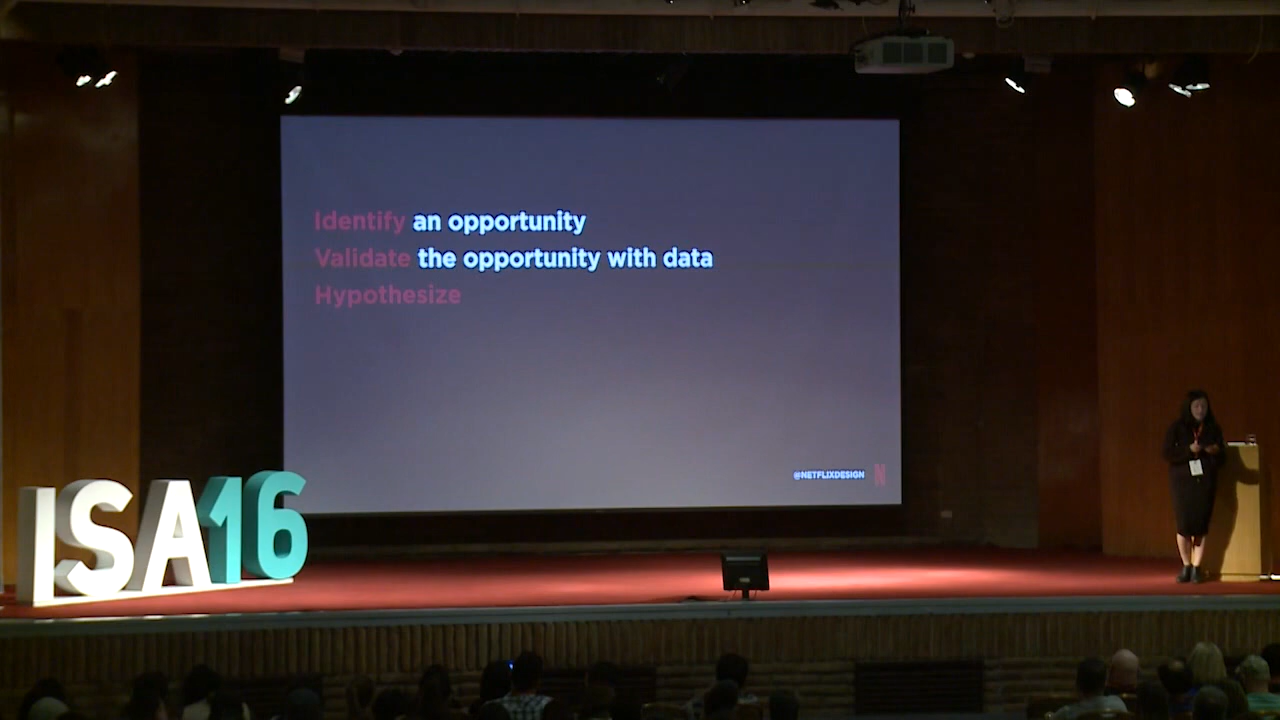 Identify an opportunity
Validate the opportunity with data
Hypothesize
@NETFLIXDESIGN N
ISA16